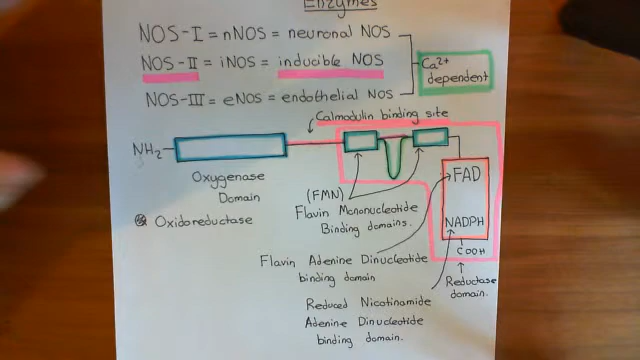 Enzymes
NOS-I = nNOS = neuronal NOS
NOS-II = iNOS = inducible NOS
NOS-III = eNOS = endothelial NOS
Ca2+
dependent
Calmodulin binding site
NH2
Oxygenase
Domain
Oxidoreductase
(FMN)
Flavin Mononucleotide
Binding domains.
FAD
NADPH
COOH
Reductase
domain.
Flavin Adenine Dinucleotide
binding domain
Reduced Nicotinamide
Adenine Dinucleotide
binding domain.